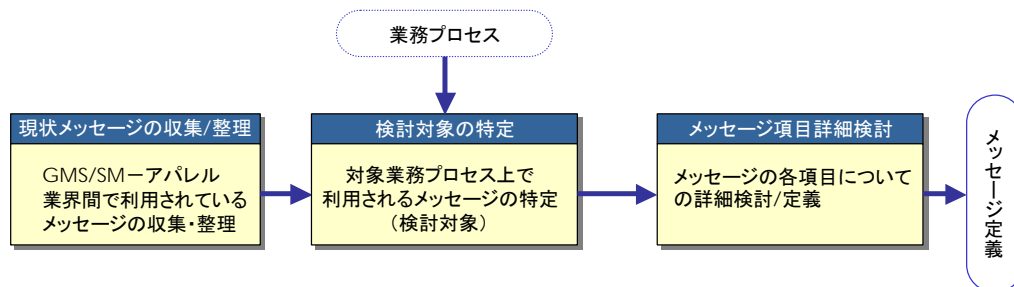 業務プロセス
現状メッセージの収集/整理
GMS/SM－アパレル
業界間で利用されている
メッセージの収集・整理
検討対象の特定
対象業務プロセス上で
利用されるメッセージの特定
（検討対象）
メッセージ項目詳細検討
メッセージの各項目について
の詳細検討/定義
メッセージ定義